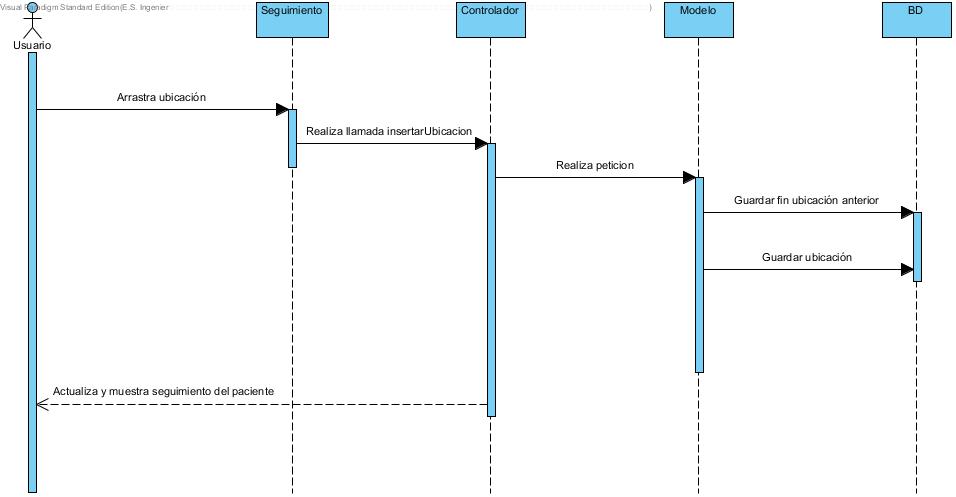 Visual Paradigm Standard Edition(E.S. Ingenier )
Usuario
Seguimiento
Controlador
Modelo
BD
Arrastra ubicación
Realiza llamada insertarUbicacion
Realiza peticion
Guardar fin ubicación anterior
Guardar ubicación
Actualiza y muestra seguimiento del paciente